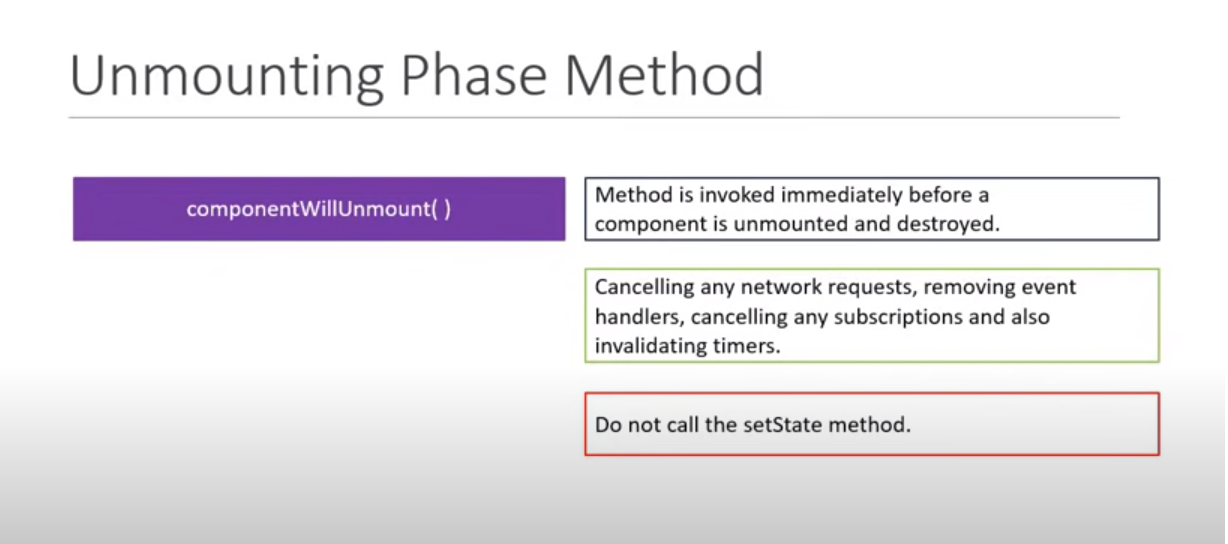 Unmounting Phase Method
componentWillUnmount( )
Method is invoked immediately before a
component is unmounted and destroyed.
Cancelling any network requests, removing event
handlers, cancelling any subscriptions and also
invalidating timers.
Do not call the setState method.